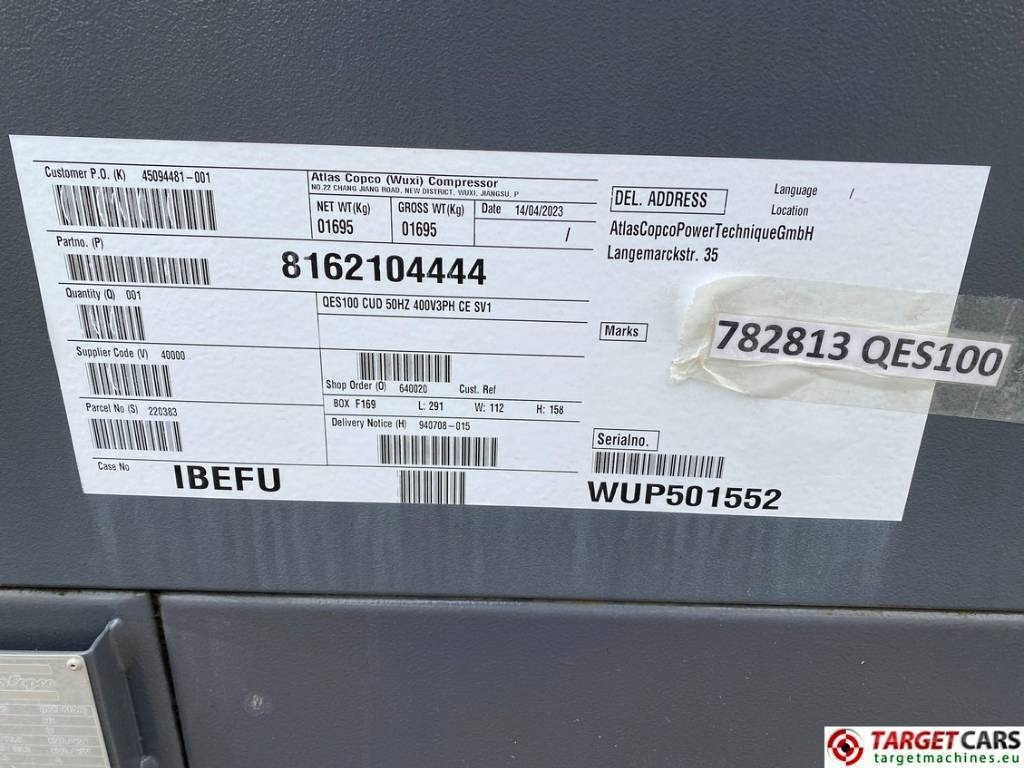 Customer P.O. (K) 45094481-001
Atlas Copco (Wuxi) Compressor
NO.22 CHANG JIANG ROAD, NEW DISTRICT, WUXI, JIANGSU. P
NET WT(Kg) GROSS WT(Kg) Date 14/04/2023
01695 01695 /
DEL. ADDRESS
Language /
Location
AtlasCopcoPowerTechniqueGmbH
Langemarckstr. 35
Partno. (P)
8162104444
Quantity (Q) 001
QES100 CUD 50HZ 400V3PH CE SV1
Marks
782813 QES100
Supplier Code (V) 40000
Shop Order (O) 640020 Cust. Ref
Parcel No (S) 220383
BOX F169 L: 291 W: 112 H: 158
Delivery Notice (H) 940708-015
Serialno.
WUP501552
Case No
IBEFU
TARGETCARS
targetmachines.eu